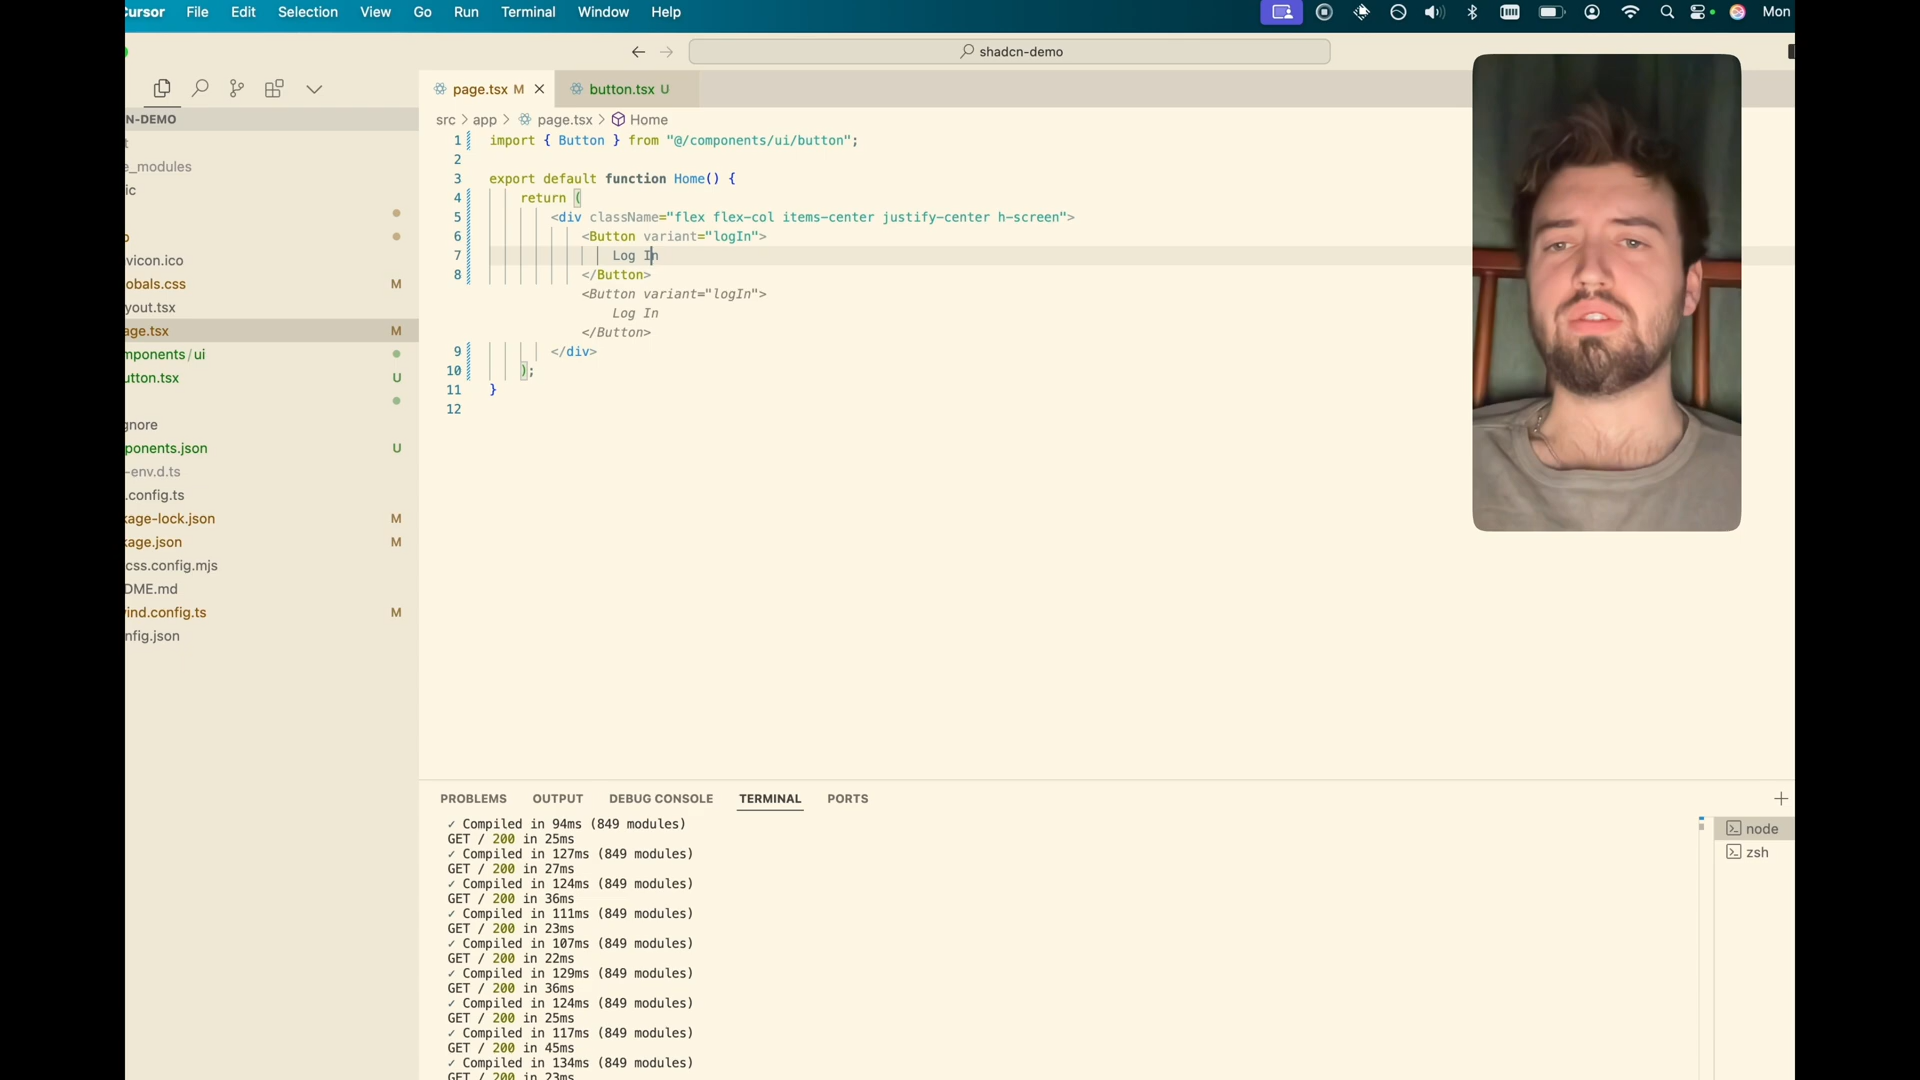 Cursor File Edit Selection View Go Run Terminal Window Help Mon
shadcn-demo
page.tsx M button.tsx U
N-DEMO
src app page.tsx Home
t
e_modules
ic
p
avicon.ico
obals.css M
yout.tsx
age.tsx M
mponents/ui
utton.tsx U
gnore
ponents.json U
-env.d.ts
.config.ts
kage-lock.json M
kage.json M
css.config.mjs
DME.md
ind.config.ts M
nfig.json
1 import { Button } from "@/components/ui/button";
2
3 export default function Home() {
4 return (
5 <div className="flex flex-col items-center justify-center h-screen">
6 <Button variant="logIn">
7 Log In
8 </Button>
<Button variant="logIn">
Log In
</Button>
9 </div>
10 );
11 }
12
PROBLEMS OUTPUT DEBUG CONSOLE TERMINAL PORTS
✓ Compiled in 94ms (849 modules)
GET / 200 in 25ms
✓ Compiled in 127ms (849 modules)
GET / 200 in 27ms
✓ Compiled in 124ms (849 modules)
GET / 200 in 36ms
✓ Compiled in 111ms (849 modules)
GET / 200 in 23ms
✓ Compiled in 107ms (849 modules)
GET / 200 in 22ms
✓ Compiled in 129ms (849 modules)
GET / 200 in 36ms
✓ Compiled in 124ms (849 modules)
GET / 200 in 25ms
✓ Compiled in 117ms (849 modules)
GET / 200 in 45ms
✓ Compiled in 134ms (849 modules)
GET / 200 in 23ms
node
zsh